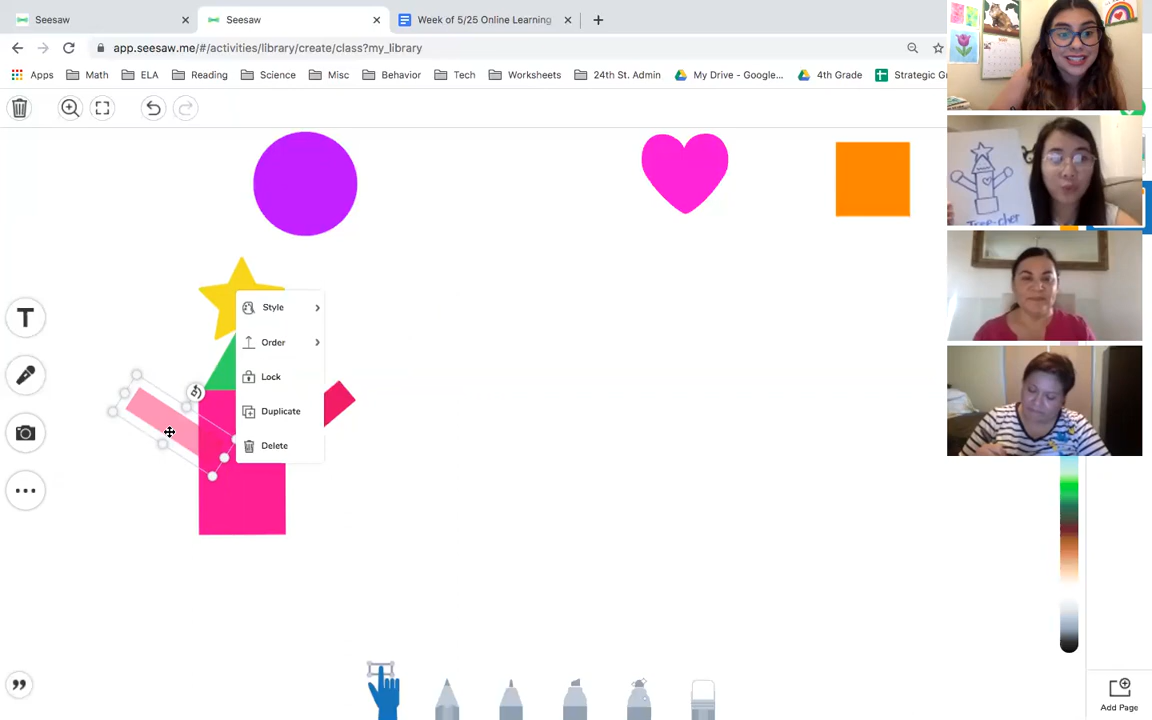 Seesaw
Seesaw
Week of 5/25 Online Learning
app.seesaw.me/#/activities/library/create/class?my_library
Apps
Math
ELA
Reading
Science
Misc
Behavior
Tech
Worksheets
24th St. Admin
My Drive - Google...
4th Grade
Strategic Gr
T
Style
Order
Lock
Duplicate
Delete
Add Page